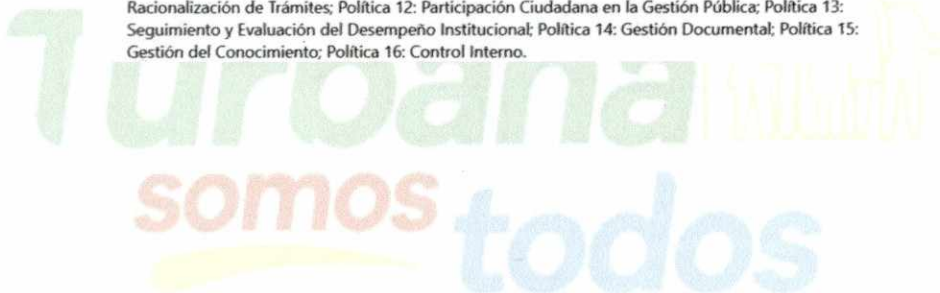 Racionalización de Trámites; Política 12: Participación Ciudadana en la Gestión Pública; Política 13:
Seguimiento y Evaluación del Desempeño Institucional; Política 14: Gestión Documental; Política 15:
Gestión del Conocimiento; Política 16: Control Interno.
Turbana
somos
todos